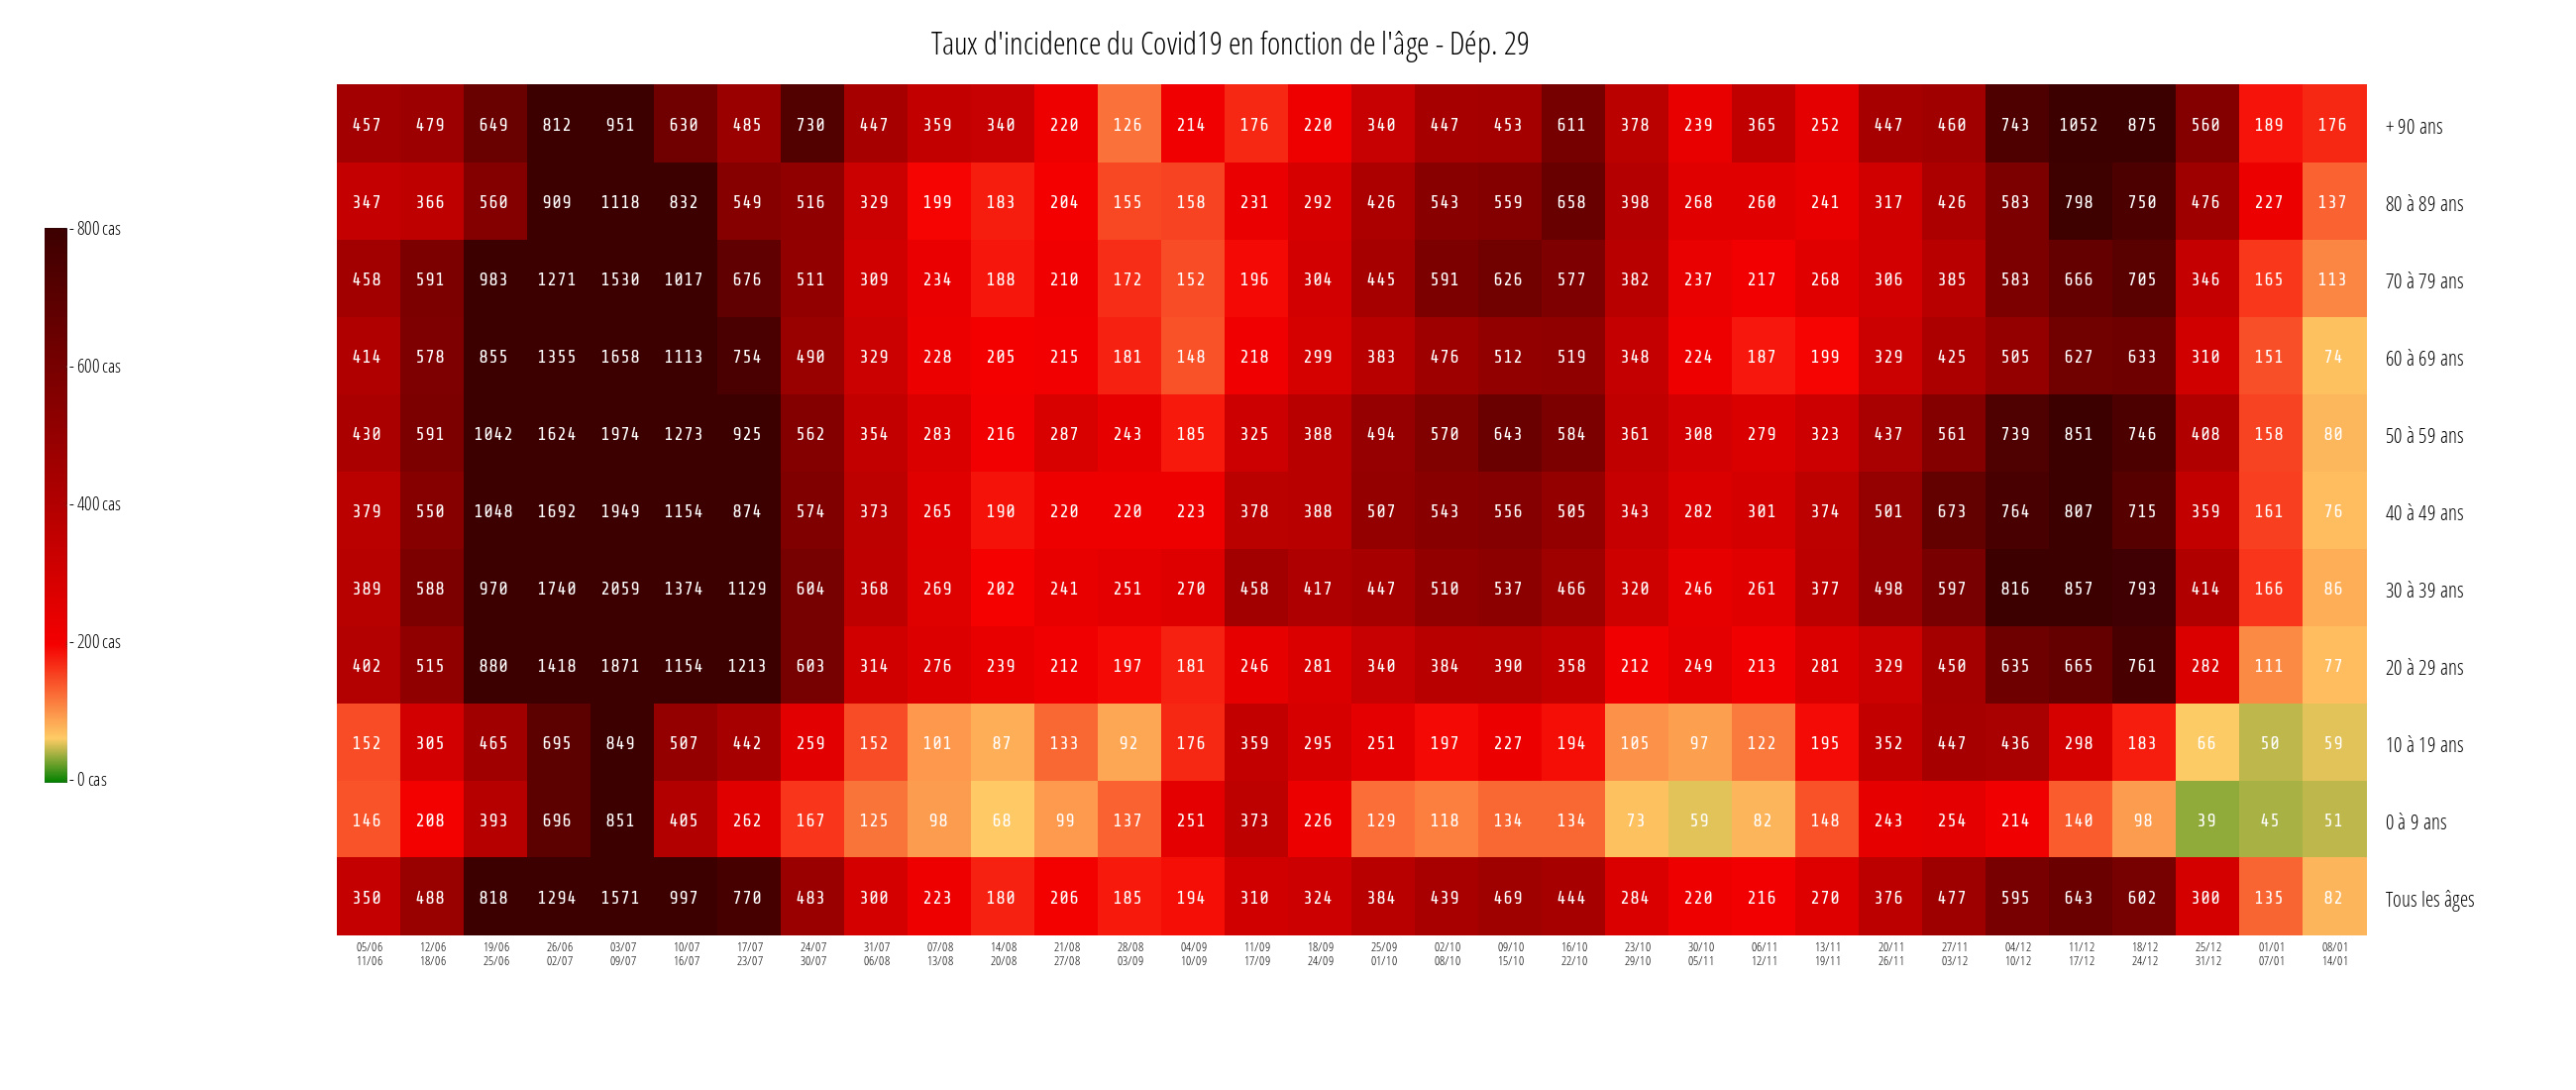 Taux d'incidence du Covid19 en fonction de l'âge - Dép. 29
- 800 cas
- 600 cas
- 400 cas
- 200 cas
- 0 cas
457 479 649 812 951 630 485 730 447 359 340 220 126 214 176 220 340 447 453 611 378 239 365 252 447 460 743 1052 875 560 189 176 + 90 ans
347 366 560 909 1118 832 549 516 329 199 183 204 155 158 231 292 426 543 559 658 398 268 260 241 317 426 583 798 750 476 227 137 80 à 89 ans
458 591 983 1271 1530 1017 676 511 309 234 188 210 172 152 196 304 445 591 626 577 382 237 217 268 306 385 583 666 705 346 165 113 70 à 79 ans
414 578 855 1355 1658 1113 754 490 329 228 205 215 181 148 218 299 383 476 512 519 348 224 187 199 329 425 505 627 633 310 151 74 60 à 69 ans
430 591 1042 1624 1974 1273 925 562 354 283 216 287 243 185 325 388 494 570 643 584 361 308 279 323 437 561 739 851 746 408 158 80 50 à 59 ans
379 550 1048 1692 1949 1154 874 574 373 265 190 220 220 223 378 388 507 543 556 505 343 282 301 374 501 673 764 807 715 359 161 76 40 à 49 ans
389 588 970 1740 2059 1374 1129 604 368 269 202 241 251 270 458 417 447 510 537 466 320 246 261 377 498 597 816 857 793 414 166 86 30 à 39 ans
402 515 880 1418 1871 1154 1213 603 314 276 239 212 197 181 246 281 340 384 390 358 212 249 213 281 329 450 635 665 761 282 111 77 20 à 29 ans
152 305 465 695 849 507 442 259 152 101 87 133 92 176 359 295 251 197 227 194 105 97 122 195 352 447 436 298 183 66 50 59 10 à 19 ans
146 208 393 696 851 405 262 167 125 98 68 99 137 251 373 226 129 118 134 134 73 59 82 148 243 254 214 140 98 39 45 51 0 à 9 ans
350 488 818 1294 1571 997 770 483 300 223 180 206 185 194 310 324 384 439 469 444 284 220 216 270 376 477 595 643 602 300 135 82 Tous les âges
05/06 12/06 19/06 26/06 03/07 10/07 17/07 24/07 31/07 07/08 14/08 21/08 28/08 04/09 11/09 18/09 25/09 02/10 09/10 16/10 23/10 30/10 06/11 13/11 20/11 27/11 04/12 11/12 18/12 25/12 01/01 08/01
11/06 18/06 25/06 02/07 09/07 16/07 23/07 30/07 06/08 13/08 20/08 27/08 03/09 10/09 17/09 24/09 01/10 08/10 15/10 22/10 29/10 05/11 12/11 19/11 26/11 03/12 10/12 17/12 24/12 31/12 07/01 14/01